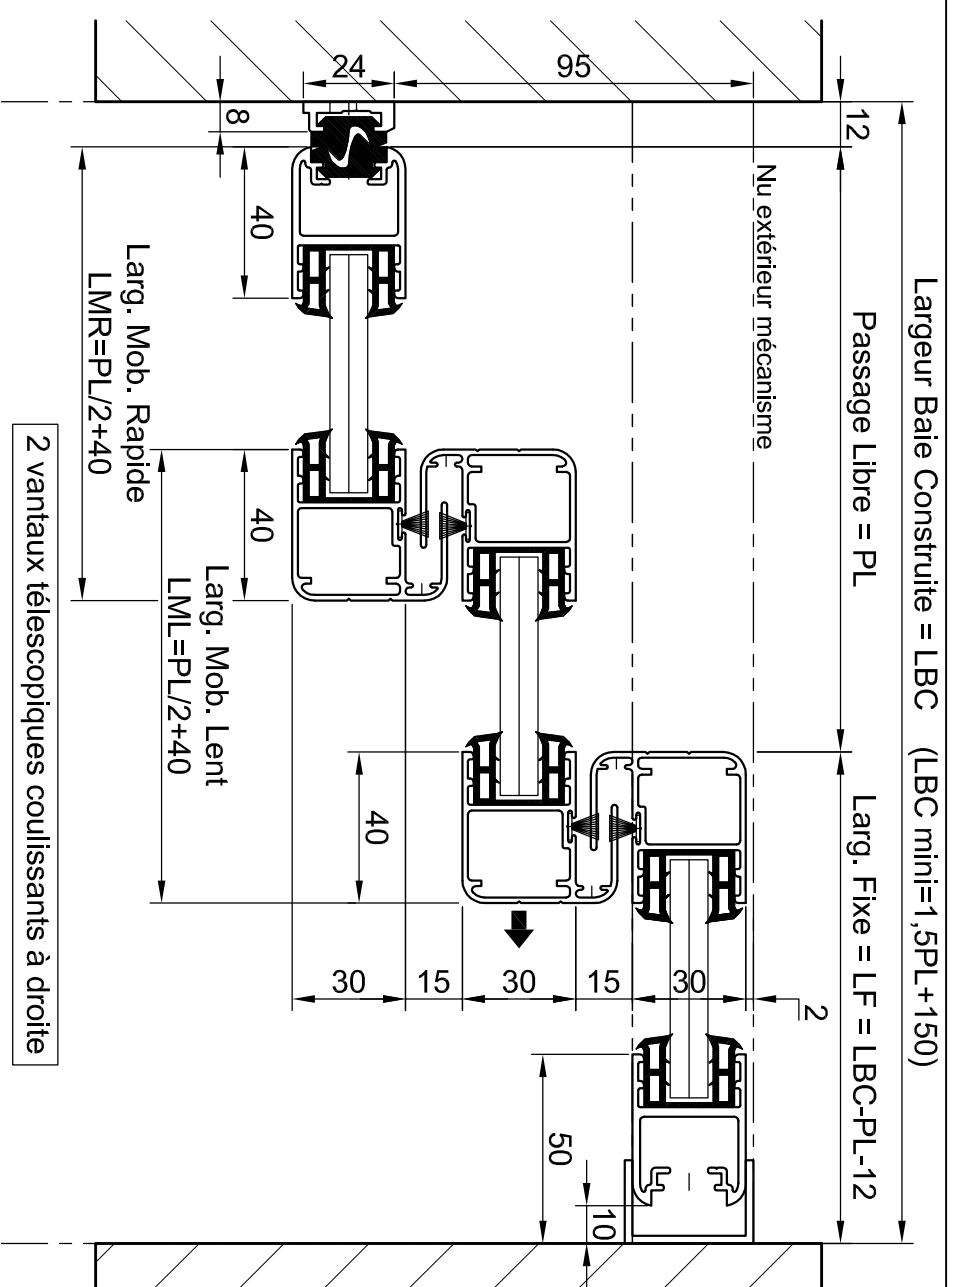 Largeur Baie Construite = LBC (LBC mini=1,5PL+150)
12
Passage Libre = PL
Larg. Fixe = LF = LBC-PL-12
Nu extérieur mécanisme
95
24
8
2
30
15
30
15
30
40
40
40
50
10
Larg. Mob. Lent
LML=PL/2+40
Larg. Mob. Rapide
LMR=PL/2+40
2 vantaux télescopiques coulissants à droite